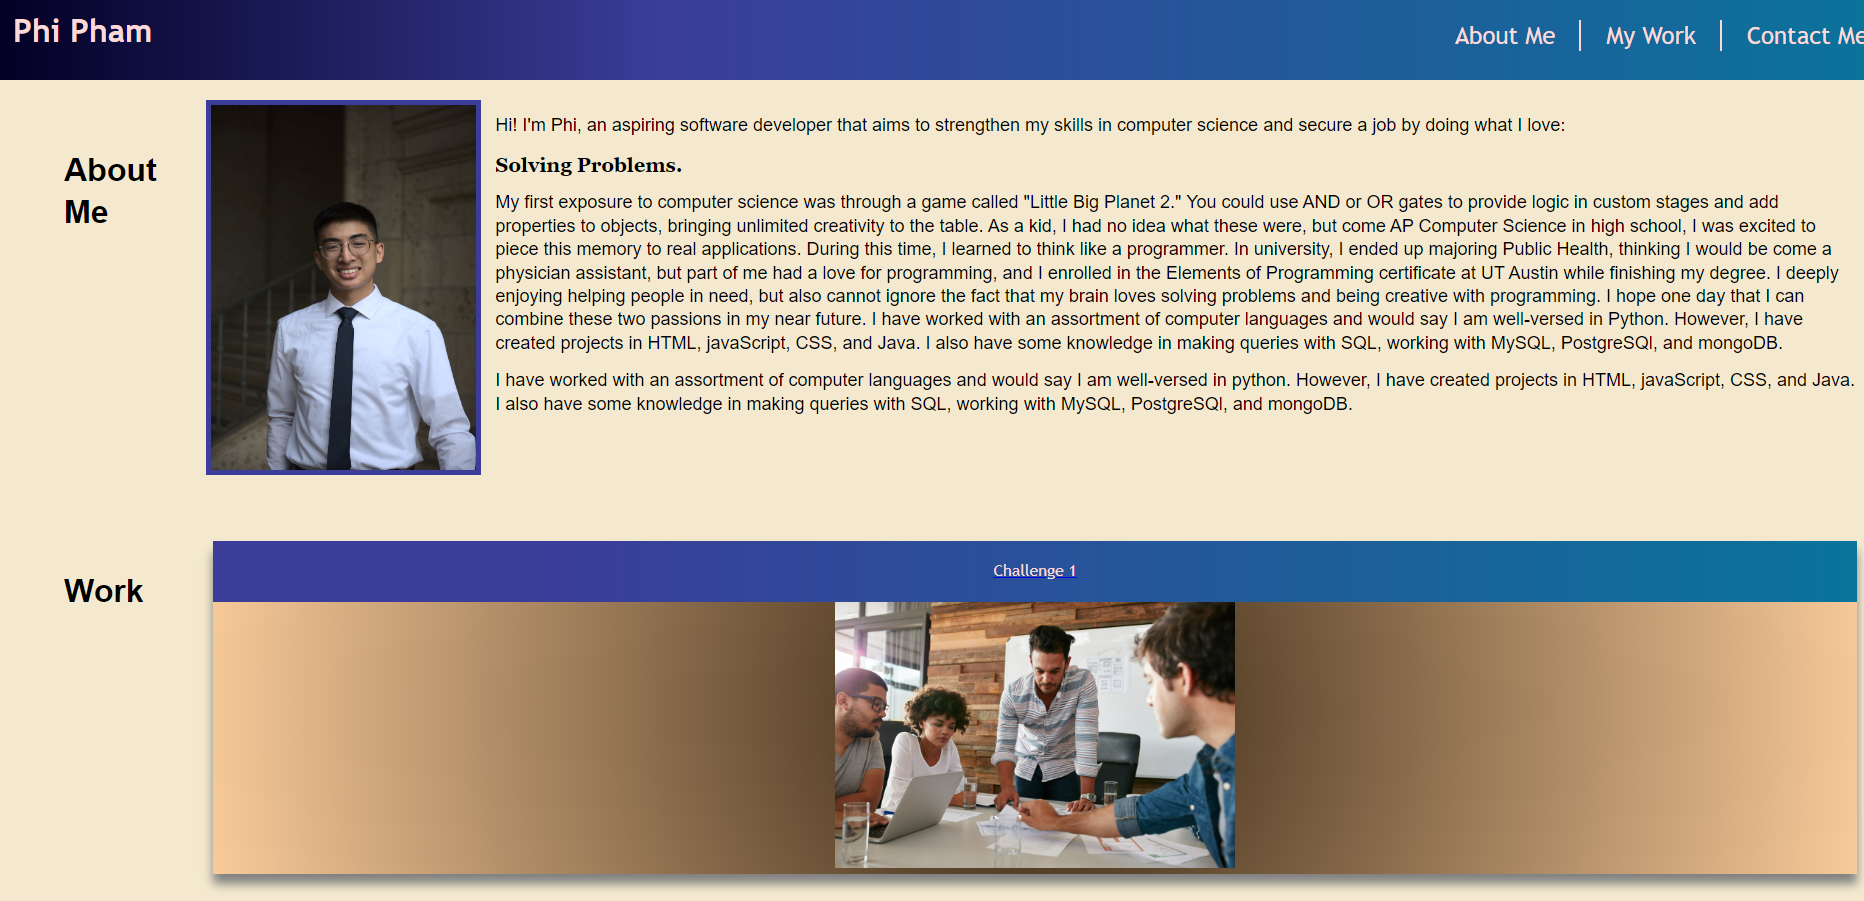 Phi Pham
About Me
My Work
Contact Me
About
Me
Hi! I'm Phi, an aspiring software developer that aims to strengthen my skills in computer science and secure a job by doing what I love:
Solving Problems.
My first exposure to computer science was through a game called "Little Big Planet 2." You could use AND or OR gates to provide logic in custom stages and add
properties to objects, bringing unlimited creativity to the table. As a kid, I had no idea what these were, but come AP Computer Science in high school, I was excited to
piece this memory to real applications. During this time, I learned to think like a programmer. In university, I ended up majoring Public Health, thinking I would be come a
physician assistant, but part of me had a love for programming, and I enrolled in the Elements of Programming certificate at UT Austin while finishing my degree. I deeply
enjoying helping people in need, but also cannot ignore the fact that my brain loves solving problems and being creative with programming. I hope one day that I can
combine these two passions in my near future. I have worked with an assortment of computer languages and would say I am well-versed in Python. However, I have
created projects in HTML, javaScript, CSS, and Java. I also have some knowledge in making queries with SQL, working with MySQL, PostgreSQl, and mongoDB.
I have worked with an assortment of computer languages and would say I am well-versed in python. However, I have created projects in HTML, javaScript, CSS, and Java.
I also have some knowledge in making queries with SQL, working with MySQL, PostgreSQl, and mongoDB.
Work
Challenge 1